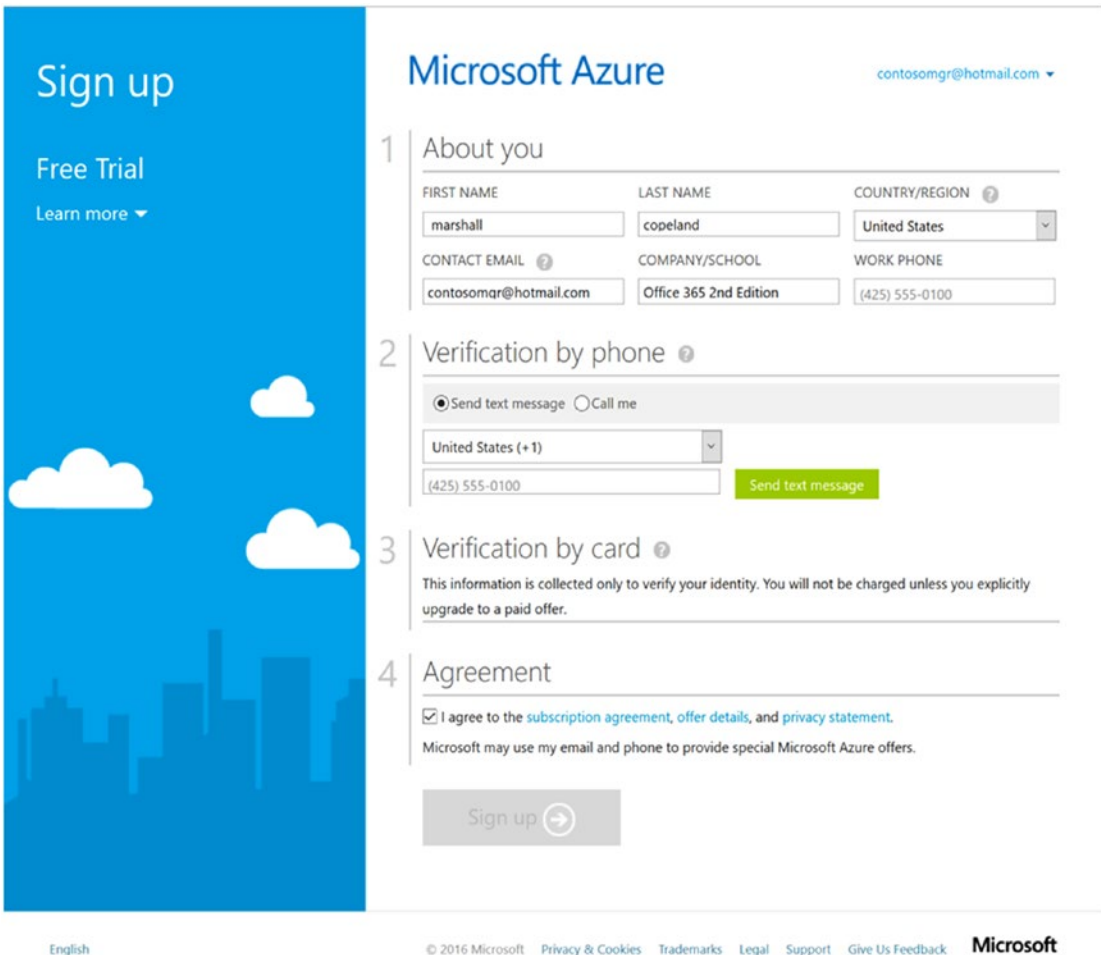 Sign up
Free Trial
Learn more
Microsoft Azure
contosomgr@hotmail.com
1 About you
FIRST NAME LAST NAME COUNTRY/REGION ?
marshall copeland United States
CONTACT EMAIL ? COMPANY/SCHOOL WORK PHONE
contosomgr@hotmail.com Office 365 2nd Edition (425) 555-0100
2 Verification by phone ?
Send text message Call me
United States (+1)
(425) 555-0100 Send text message
3 Verification by card ?
This information is collected only to verify your identity. You will not be charged unless you explicitly
upgrade to a paid offer.
4 Agreement
I agree to the subscription agreement, offer details, and privacy statement.
Microsoft may use my email and phone to provide special Microsoft Azure offers.
Sign up
English © 2016 Microsoft Privacy & Cookies Trademarks Legal Support Give Us Feedback Microsoft